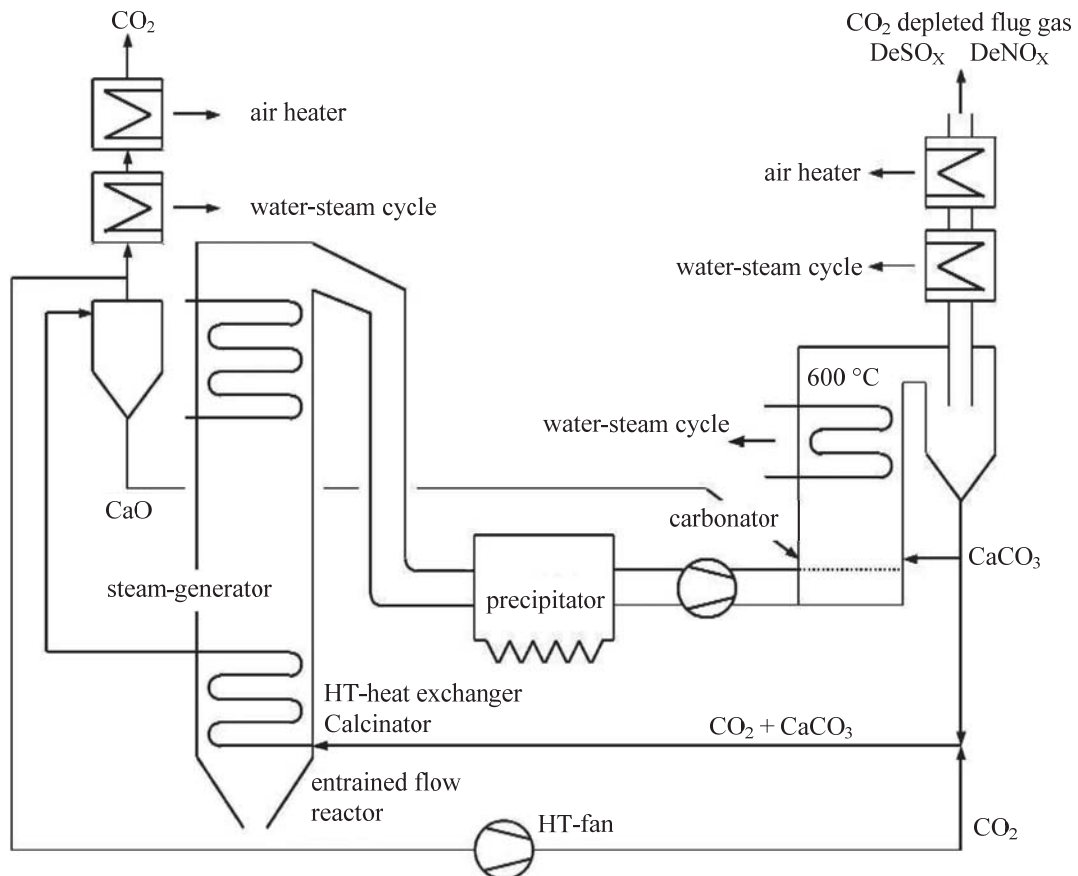 CO₂
CO₂ depleted flug gas
DeSOX DeNOX
air heater
air heater
water-steam cycle
water-steam cycle
600 °C
water-steam cycle
CaO
carbonator
CaCO₃
steam-generator
precipitator
HT-heat exchanger
Calcinator
CO₂ + CaCO₃
entrained flow
reactor
HT-fan
CO₂